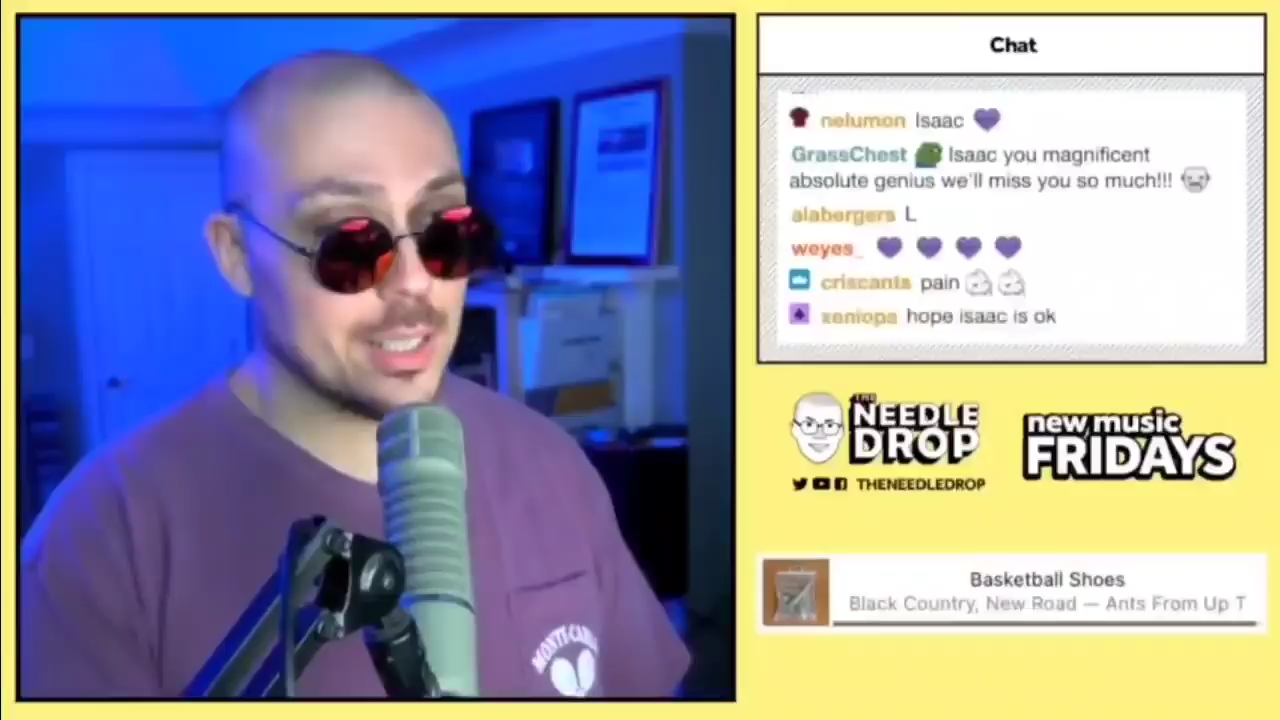 Chat
nelumon Isaac
GrassChest Isaac you magnificent
absolute genius we'll miss you so much!!!
alabergers L
weyes_
criscants pain
xeniops hope isaac is ok
THE
NEEDLE
DROP
THENEEDLEDROP
new music
FRIDAYS
Basketball Shoes
Black Country, New Road — Ants From Up T